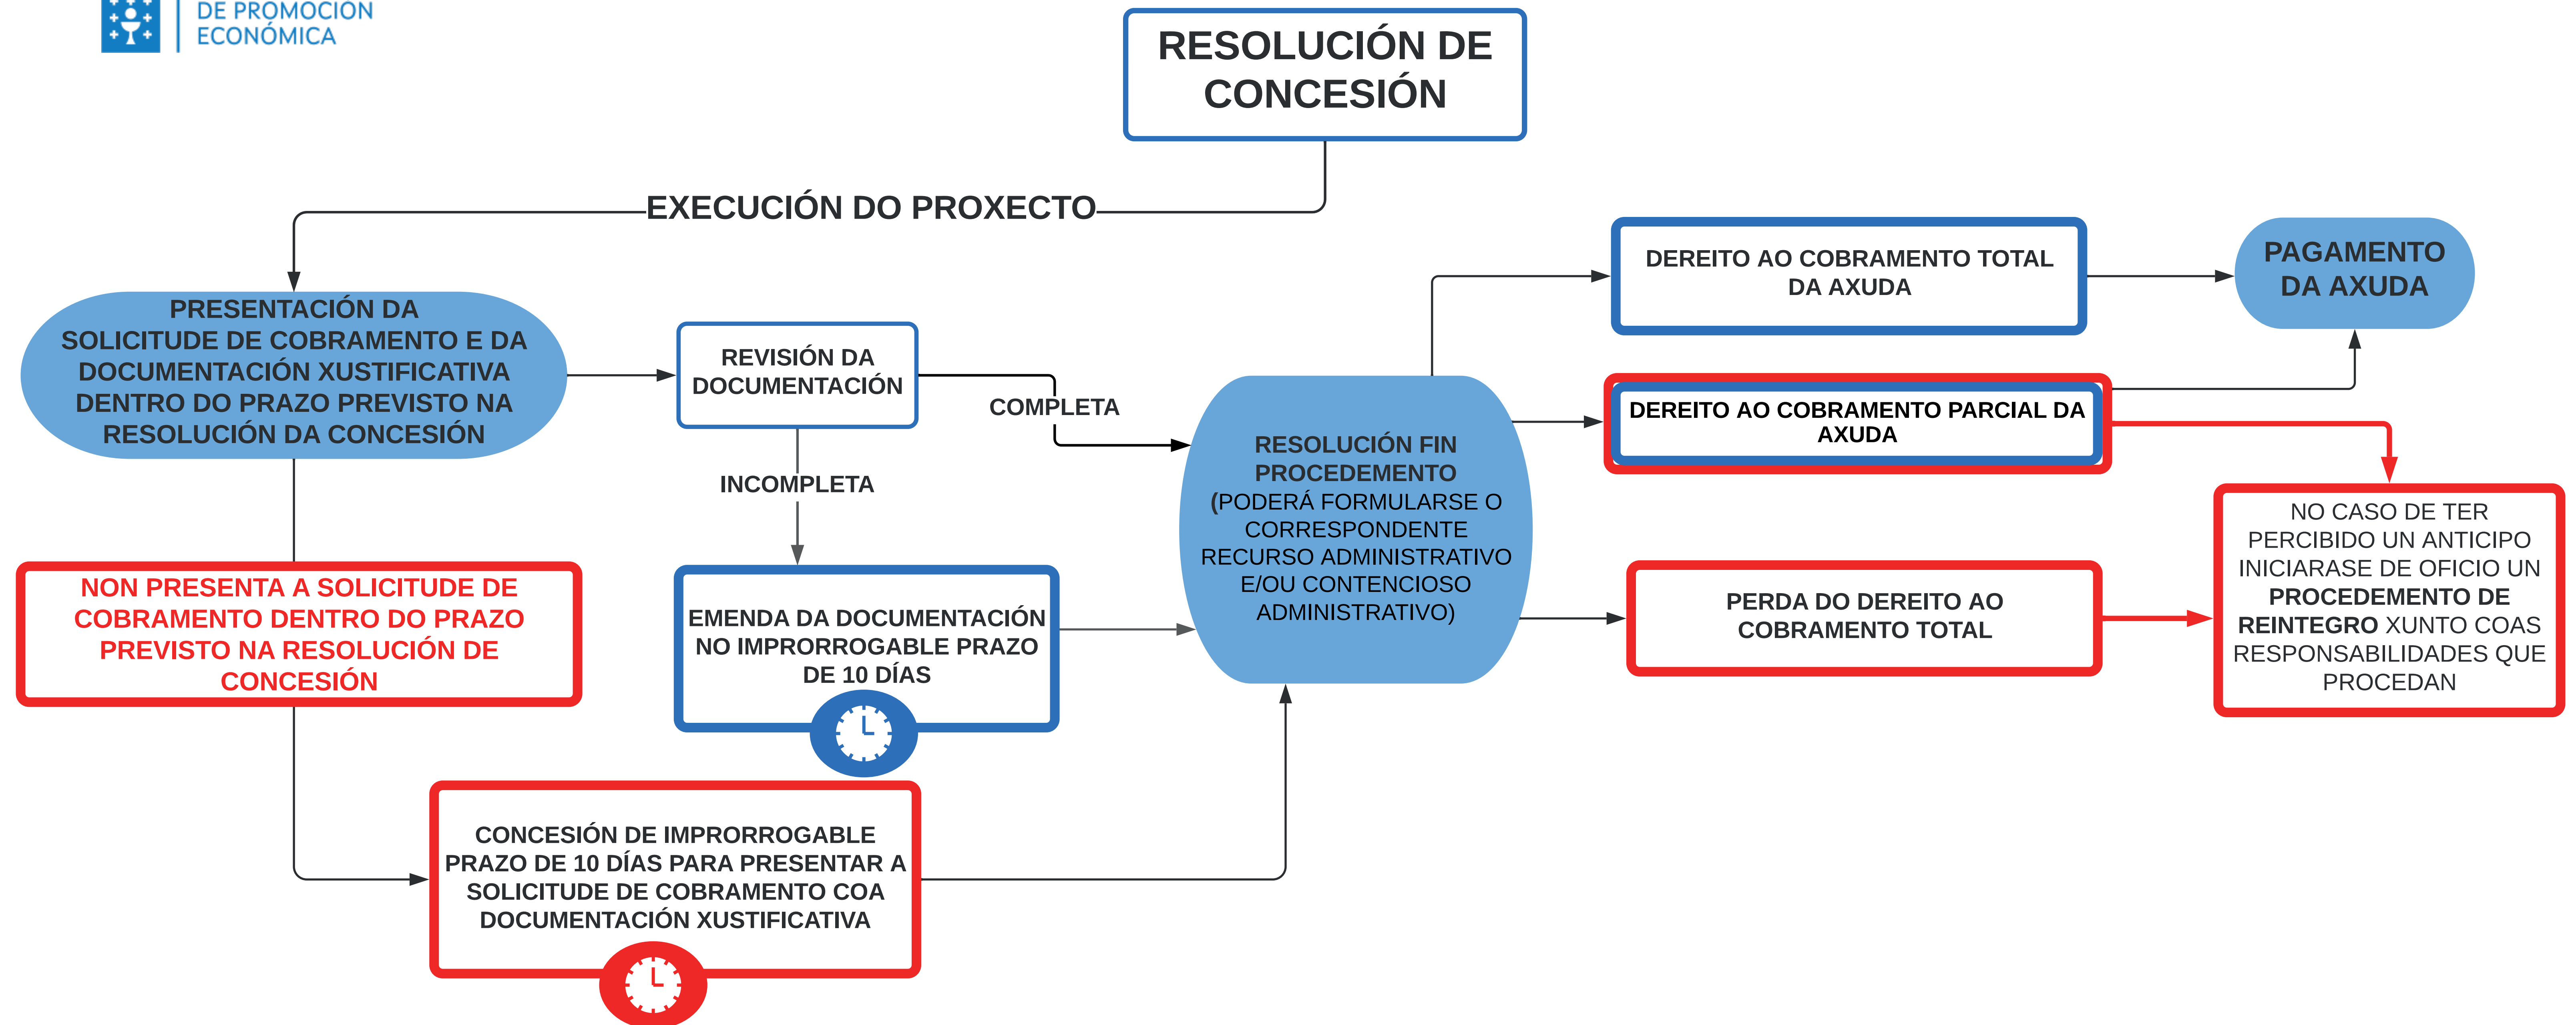 DE PROMOCIÓN
ECONÓMICA
RESOLUCIÓN DE
CONCESIÓN
EXECUCIÓN DO PROXECTO
PRESENTACIÓN DA
SOLICITUDE DE COBRAMENTO E DA
DOCUMENTACIÓN XUSTIFICATIVA
DENTRO DO PRAZO PREVISTO NA
RESOLUCIÓN DA CONCESIÓN
REVISIÓN DA
DOCUMENTACIÓN
COMPLETA
INCOMPLETA
NON PRESENTA A SOLICITUDE DE
COBRAMENTO DENTRO DO PRAZO
PREVISTO NA RESOLUCIÓN DE
CONCESIÓN
EMENDA DA DOCUMENTACIÓN
NO IMPRORROGABLE PRAZO
DE 10 DÍAS
CONCESIÓN DE IMPRORROGABLE
PRAZO DE 10 DÍAS PARA PRESENTAR A
SOLICITUDE DE COBRAMENTO COA
DOCUMENTACIÓN XUSTIFICATIVA
RESOLUCIÓN FIN
PROCEDEMENTO
(PODERÁ FORMULARSE O
CORRESPONDENTE
RECURSO ADMINISTRATIVO
E/OU CONTENCIOSO
ADMINISTRATIVO)
DEREITO AO COBRAMENTO TOTAL
DA AXUDA
PAGAMENTO
DA AXUDA
DEREITO AO COBRAMENTO PARCIAL DA
AXUDA
PERDA DO DEREITO AO
COBRAMENTO TOTAL
NO CASO DE TER
PERCIBIDO UN ANTICIPO
INICIARASE DE OFICIO UN
PROCEDEMENTO DE
REINTEGRO XUNTO COAS
RESPONSABILIDADES QUE
PROCEDAN